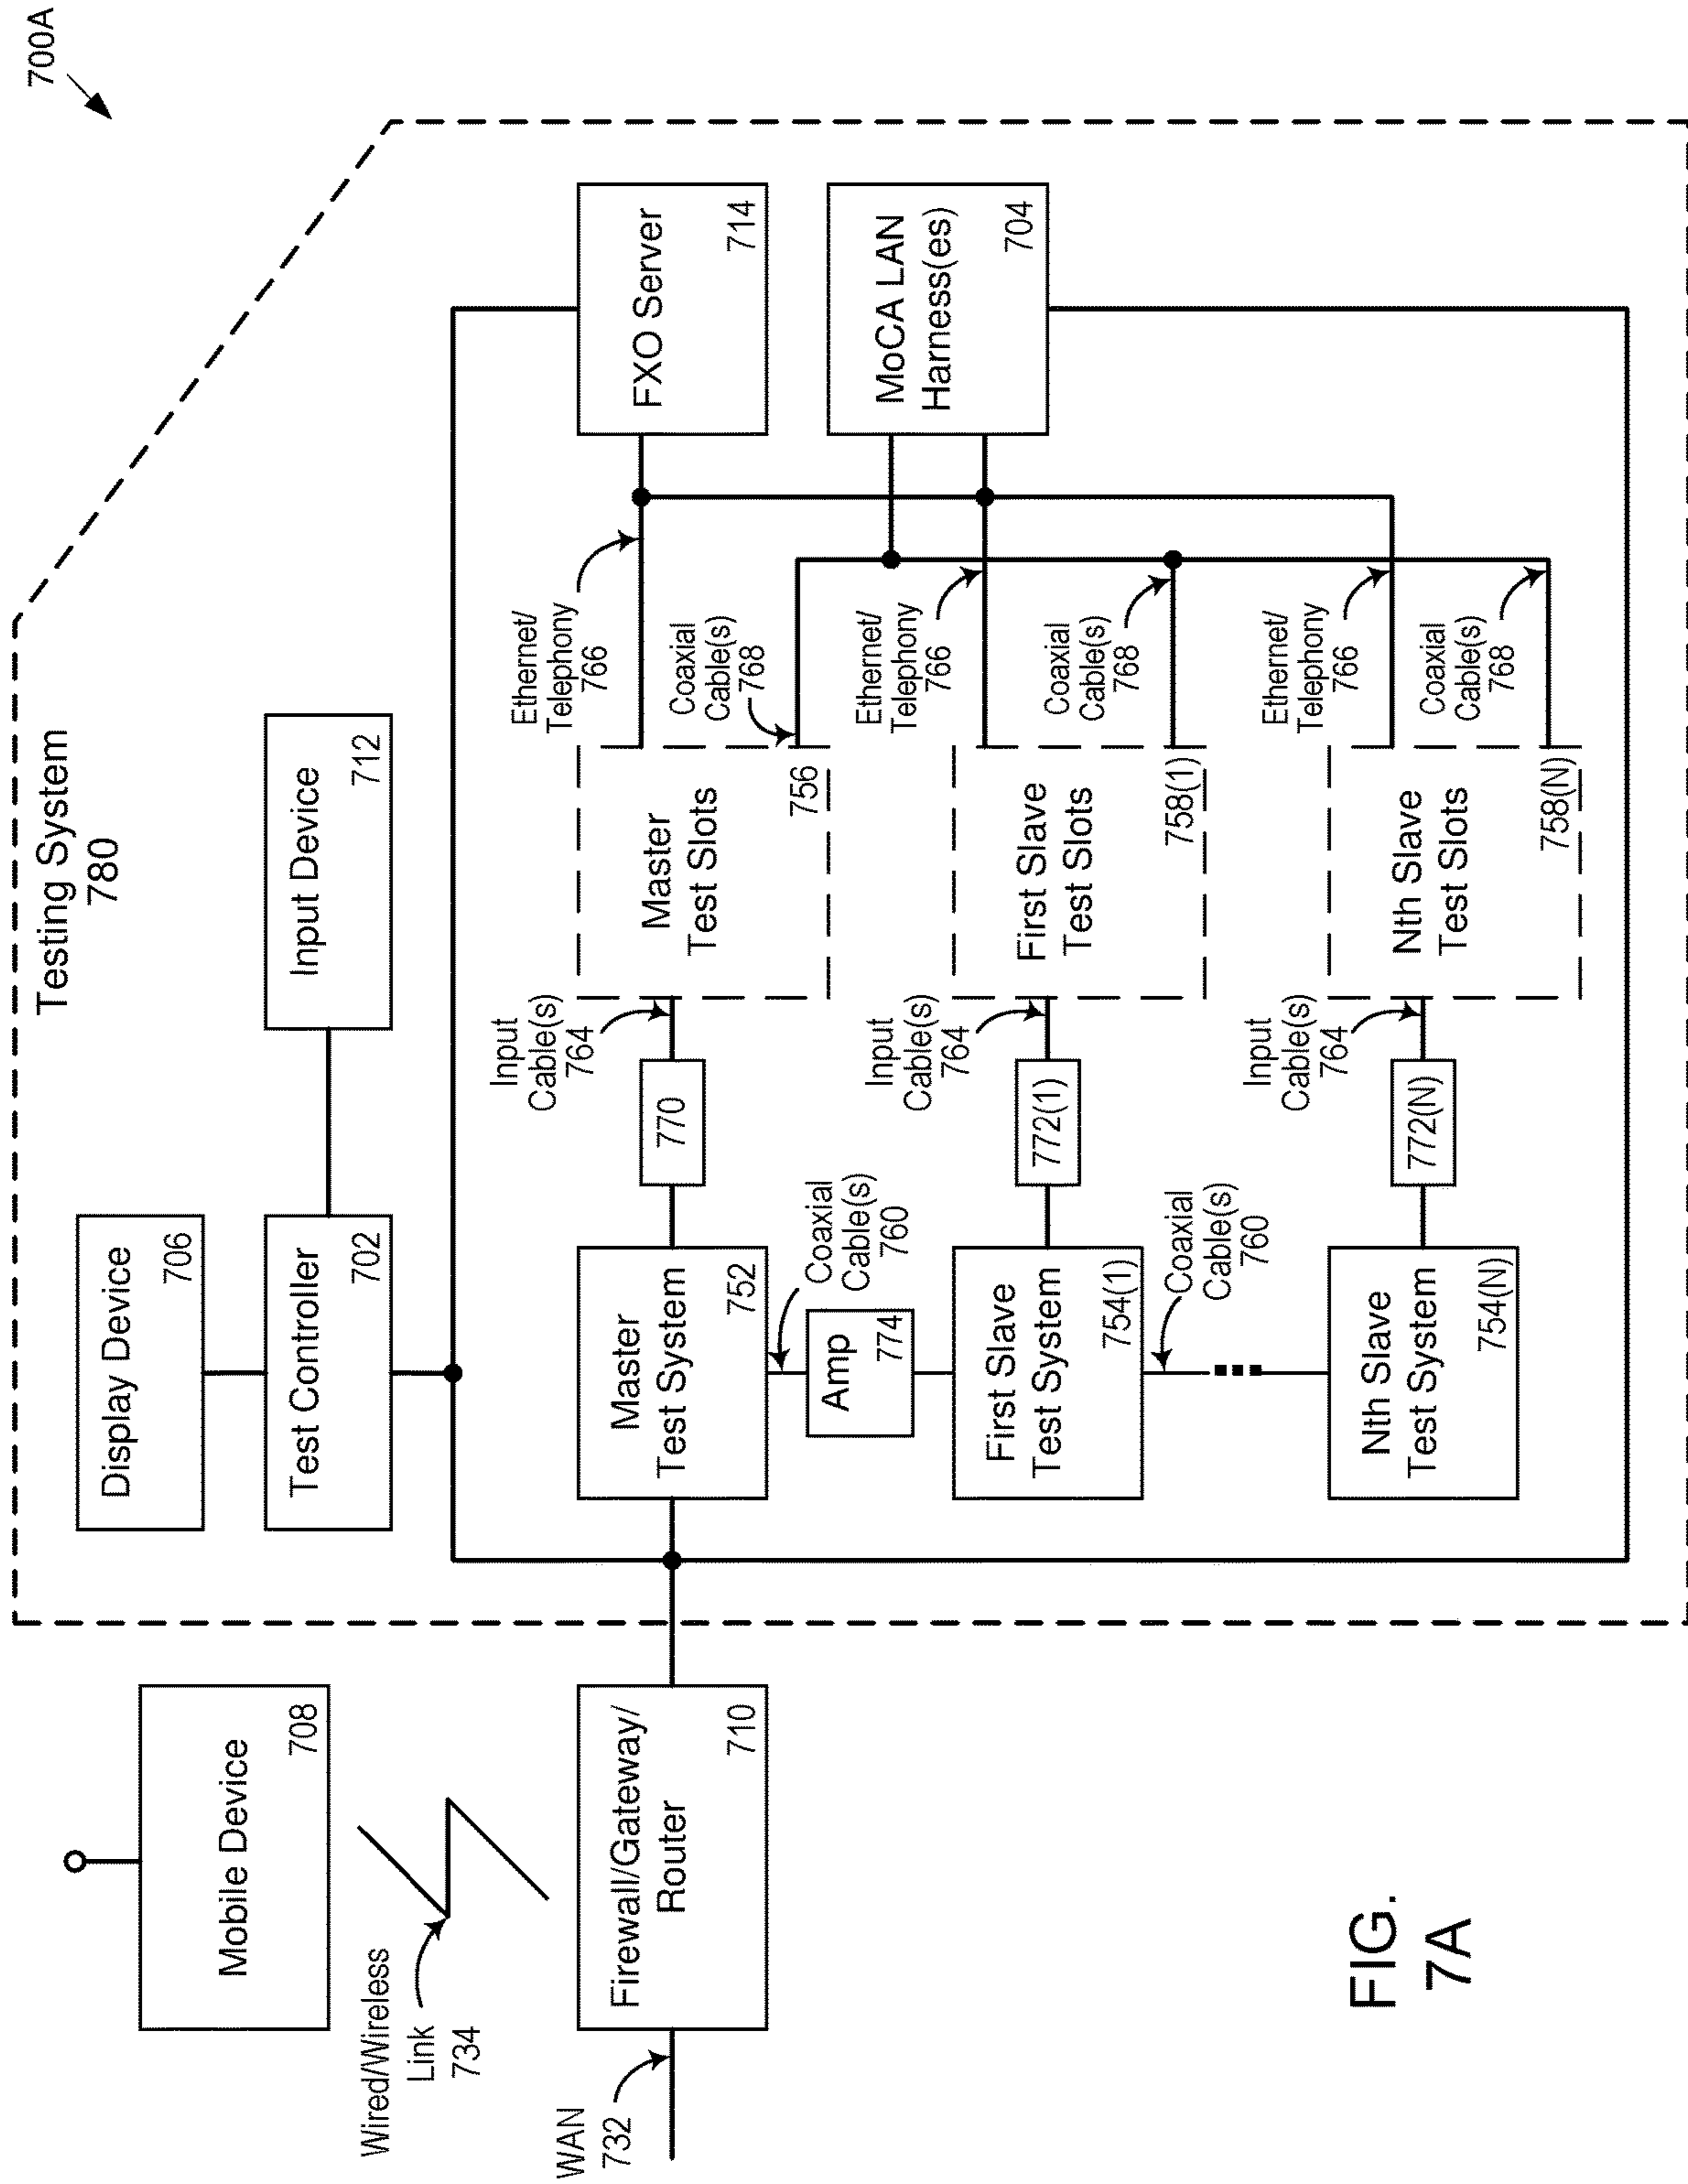 700A
Testing System
780
Mobile Device
708
Display Device
706
Input Device
712
Test Controller
702
Wired/Wireless
Link
734
WAN
732
Firewall/Gateway/
Router
710
Master
Test System
752
770
Input
Cable(s)
764
Master
Test Slots
756
Ethernet/
Telephony
766
Coaxial
Cable(s)
768
FXO Server
714
Coaxial
Cable(s)
760
Amp
774
First Slave
Test System
754(1)
772(1)
Input
Cable(s)
764
First Slave
Test Slots
758(1)
Ethernet/
Telephony
766
Coaxial
Cable(s)
768
MoCA LAN
Harness(es)
704
Coaxial
Cable(s)
760
Nth Slave
Test System
754(N)
772(N)
Input
Cable(s)
764
Nth Slave
Test Slots
758(N)
Ethernet/
Telephony
766
Coaxial
Cable(s)
768
FIG.
7A